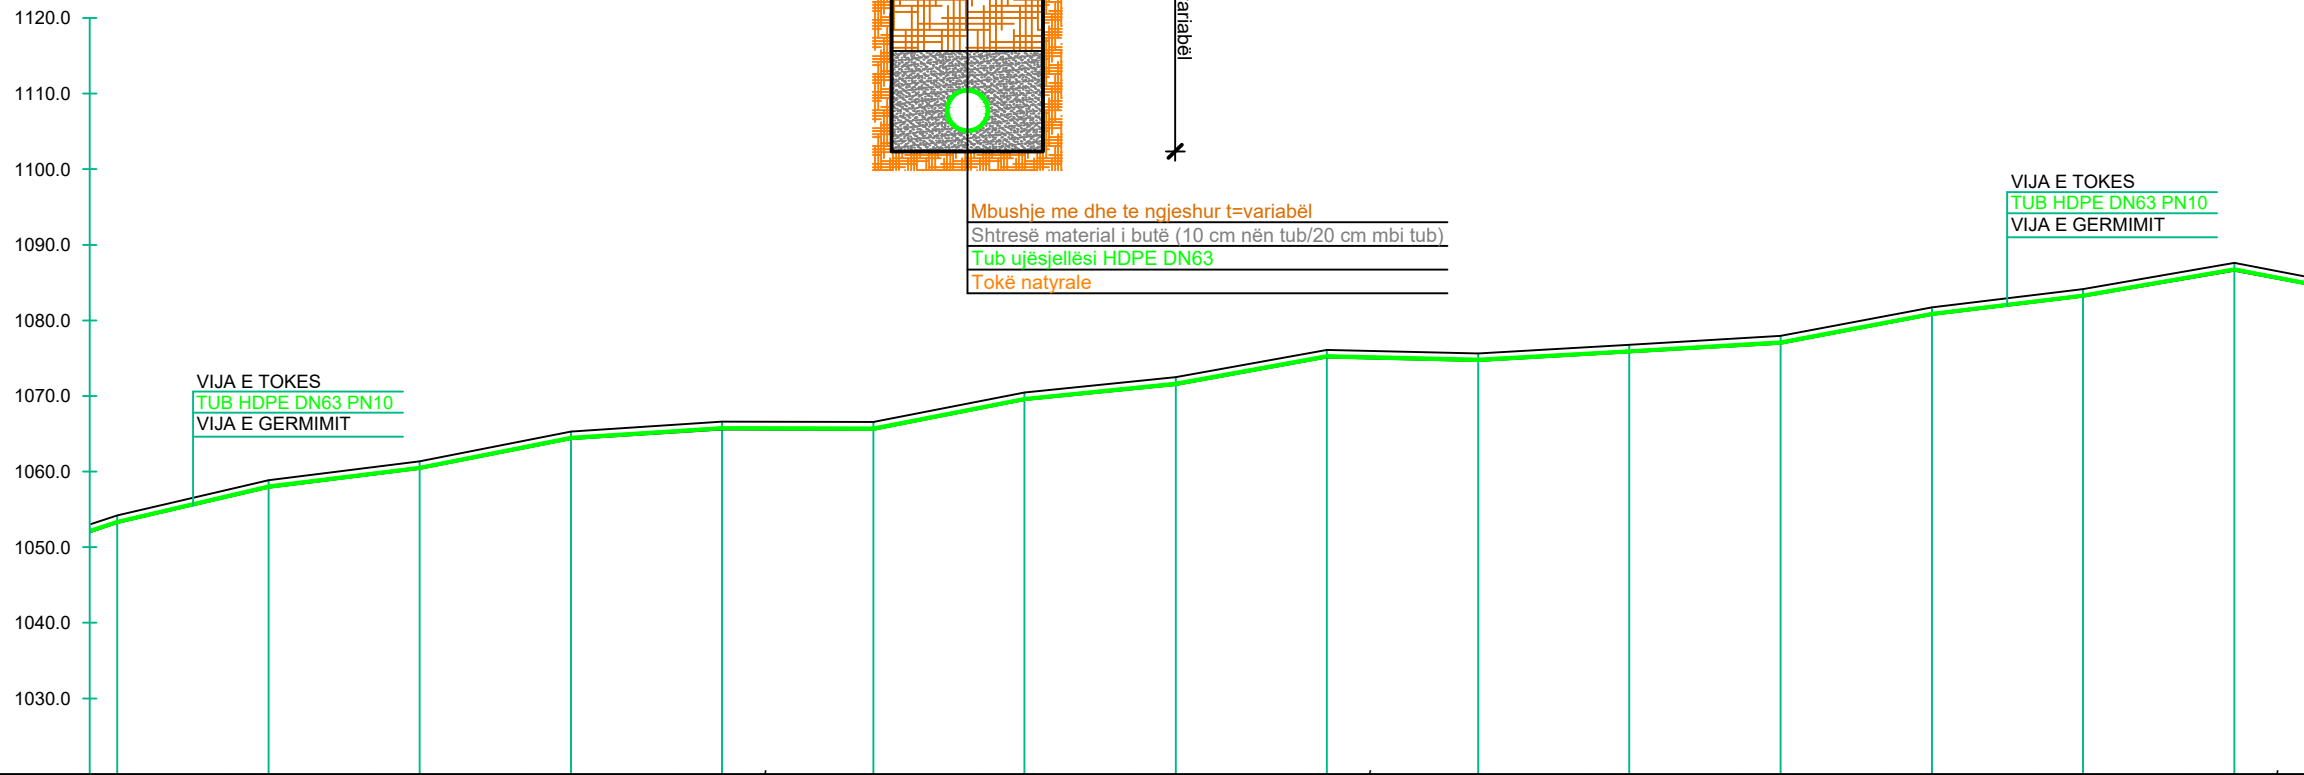 1120.0
1110.0
1100.0
1090.0
1080.0
1070.0
1060.0
1050.0
1040.0
1030.0
ariabël
Mbushje me dhe te ngjeshur t=variabël
Shtresë material i butë (10 cm nën tub/20 cm mbi tub)
Tub ujësjellësi HDPE DN63
Tokë natyrale
VIJA E TOKES
TUB HDPE DN63 PN10
VIJA E GERMIMIT
VIJA E TOKES
TUB HDPE DN63 PN10
VIJA E GERMIMIT